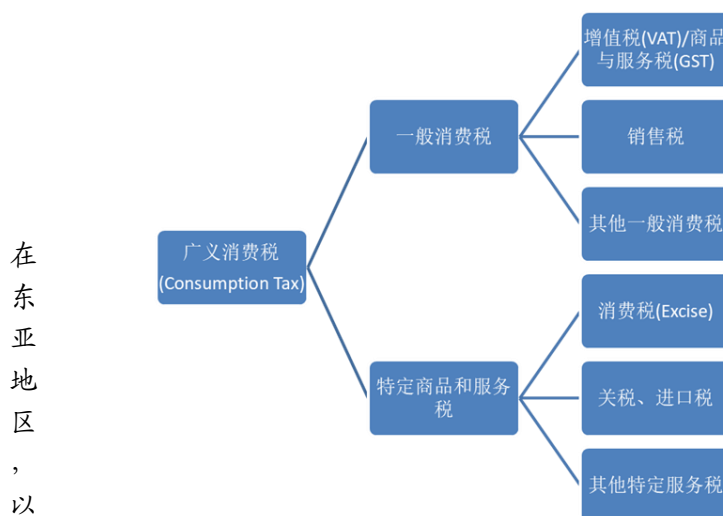 增值税(VAT)/商品
与服务税(GST)
一般消费税
销售税
其他一般消费税
广义消费税
(Consumption Tax)
消费税(Excise)
特定商品和服务
税
关税、进口税
其他特定服务税
在
东
亚
地
区
，
以